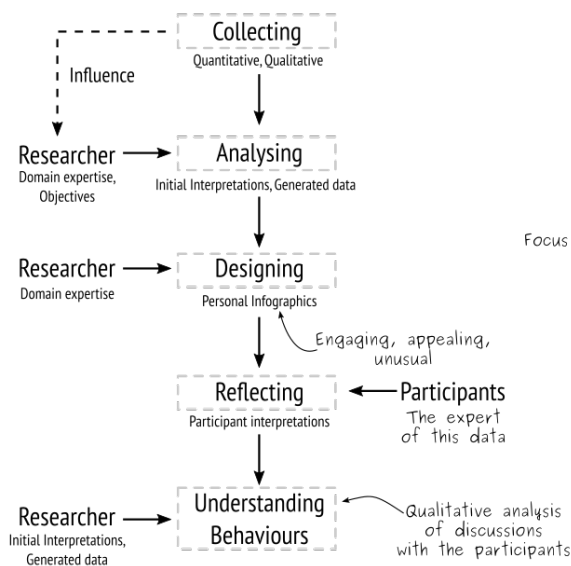 Collecting
Quantitative, Qualitative
Influence
Researcher
Domain expertise,
Objectives
Analysing
Initial Interpretations, Generated data
Focus
Researcher
Domain expertise
Designing
Personal Infographics
Engaging, appealing,
unusual
Reflecting
Participant interpretations
Participants
The expert
of this data
Researcher
Initial Interpretations,
Generated data
Understanding
Behaviours
Qualitative analysis
of discussions
with the participants